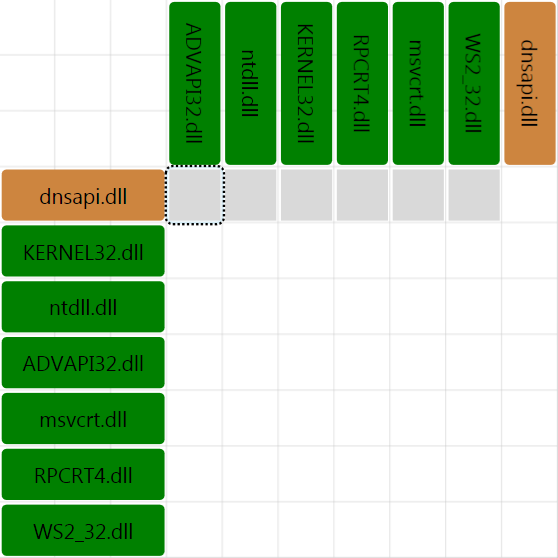 ADVAPI32.dll
ntdll.dll
KERNEL32.dll
RPCRT4.dll
msvcrt.dll
WS2_32.dll
dnsapi.dll
dnsapi.dll
KERNEL32.dll
ntdll.dll
ADVAPI32.dll
msvcrt.dll
RPCRT4.dll
WS2_32.dll